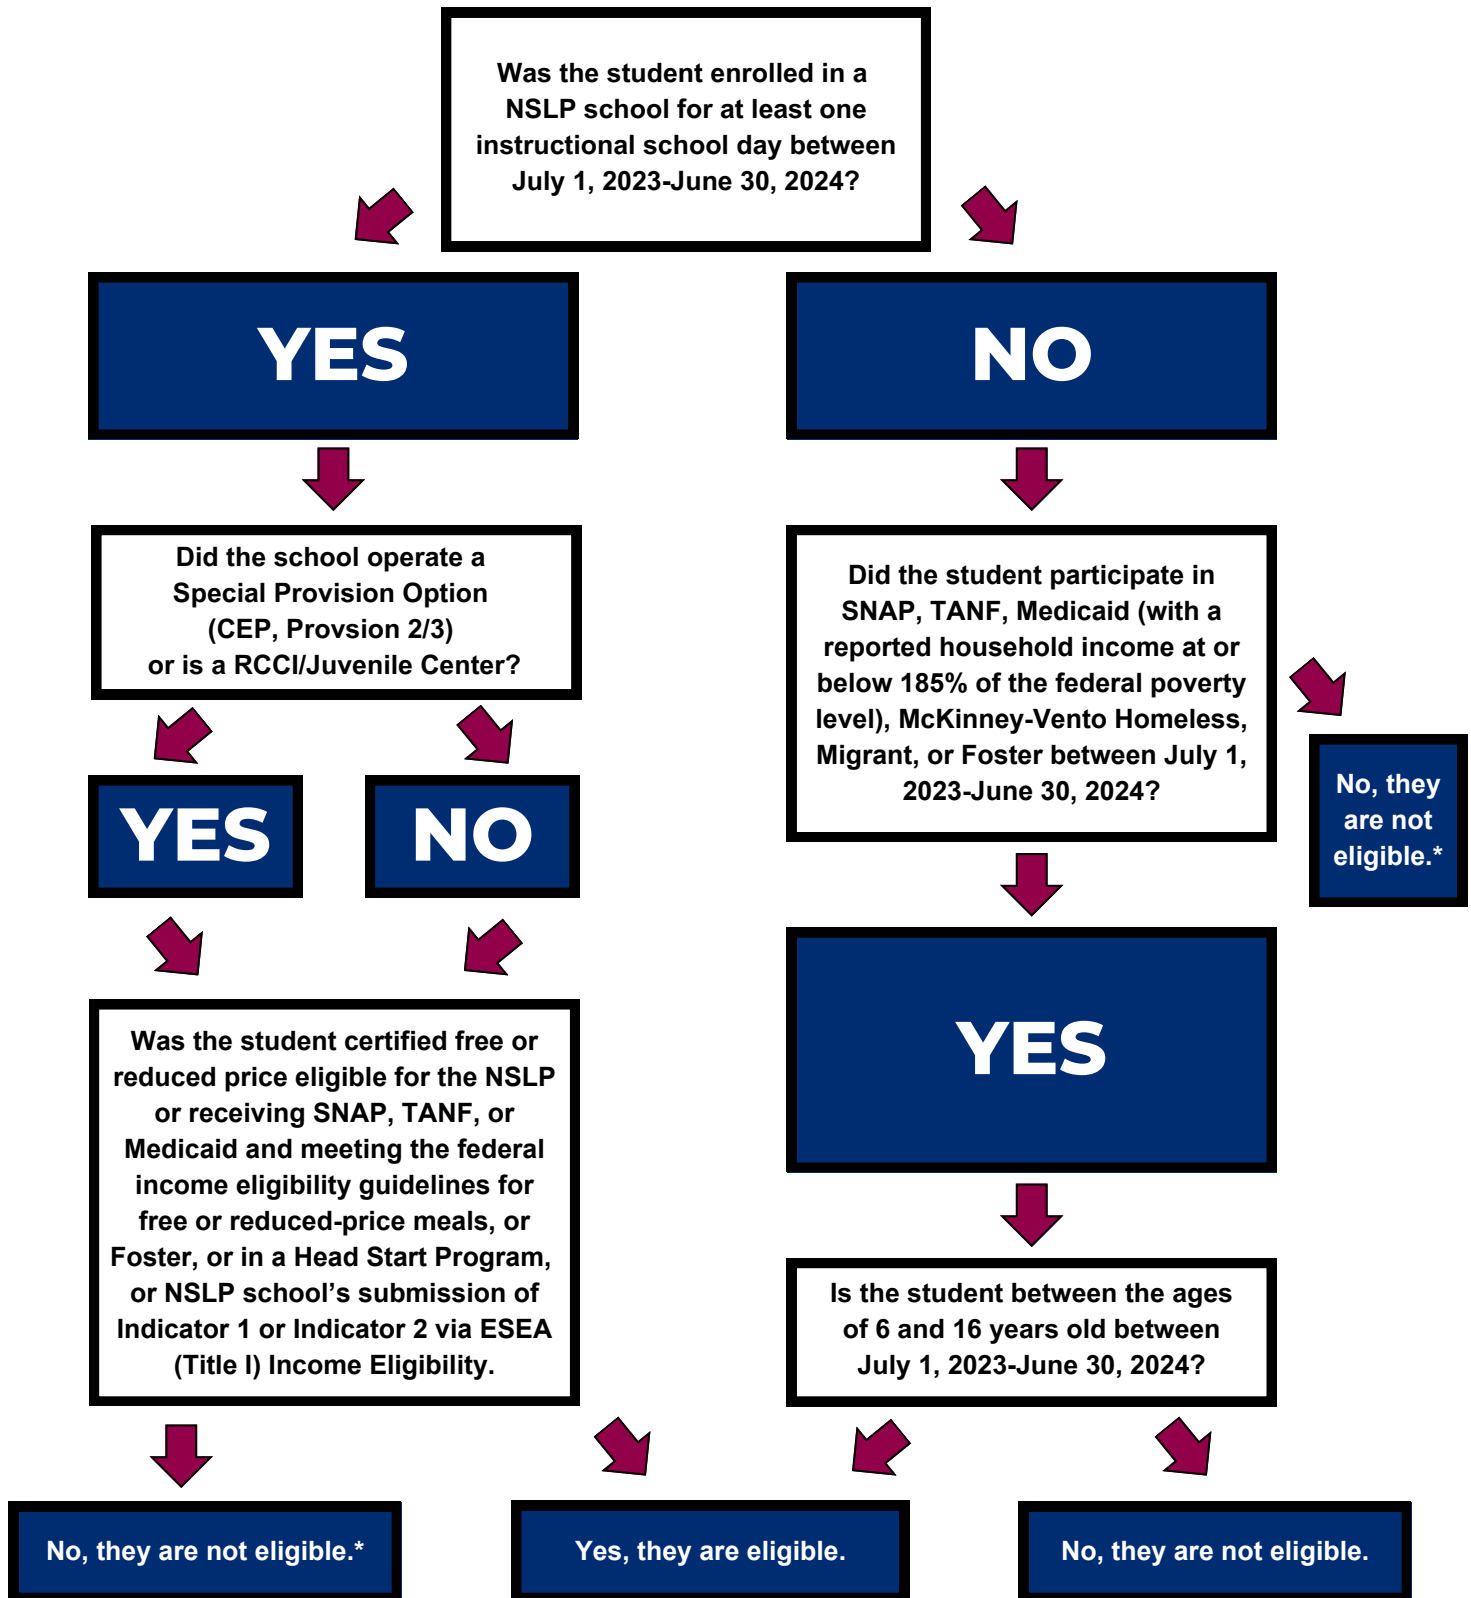 Was the student enrolled in a
NSLP school for at least one
instructional school day between
July 1, 2023-June 30, 2024?
YES
NO
Did the school operate a
Special Provision Option
(CEP, Provsion 2/3)
or is a RCCI/Juvenile Center?
Did the student participate in
SNAP, TANF, Medicaid (with a
reported household income at or
below 185% of the federal poverty
level), McKinney-Vento Homeless,
Migrant, or Foster between July 1,
2023-June 30, 2024?
No, they
are not
eligible.*
YES
NO
YES
Was the student certified free or
reduced price eligible for the NSLP
or receiving SNAP, TANF, or
Medicaid and meeting the federal
income eligibility guidelines for
free or reduced-price meals, or
Foster, or in a Head Start Program,
or NSLP school's submission of
Indicator 1 or Indicator 2 via ESEA
(Title I) Income Eligibility.
Is the student between the ages
of 6 and 16 years old between
July 1, 2023-June 30, 2024?
No, they are not eligible.*
Yes, they are eligible.
No, they are not eligible.